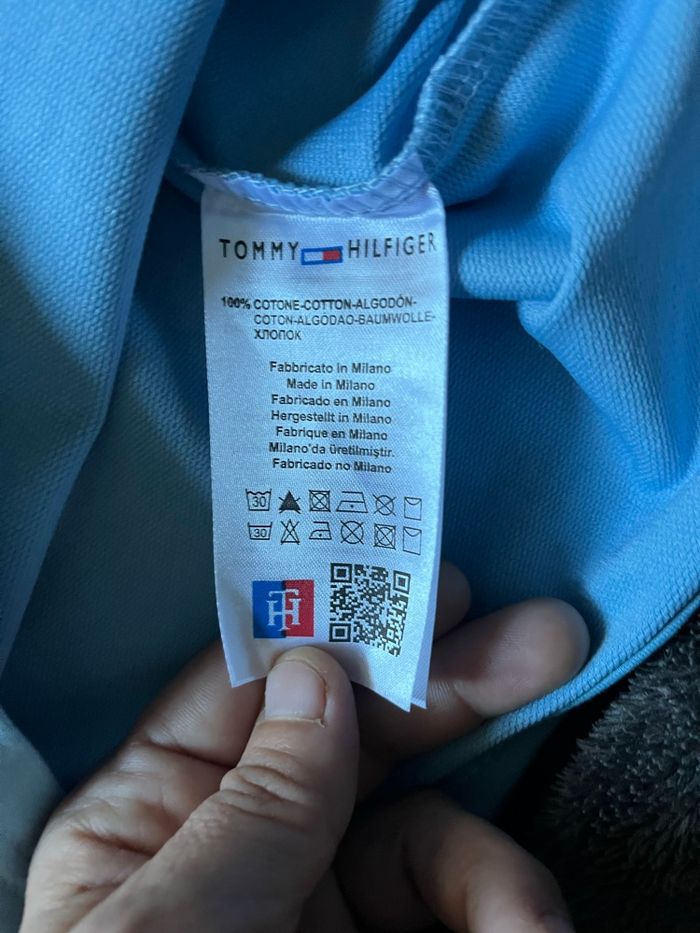 TOMMY HILFIGER
100% COTONE-COTTON-ALGODÓN-
COTON-ALGÓDAO-BAUMWOLLE-
ХЛОПОК
Fabbricato in Milano
Made in Milano
Fabricado en Milano
Hergestellt in Milano
Fabrique en Milano
Milano'da üretilmiştir.
Fabricado no Milano
30
30
TH